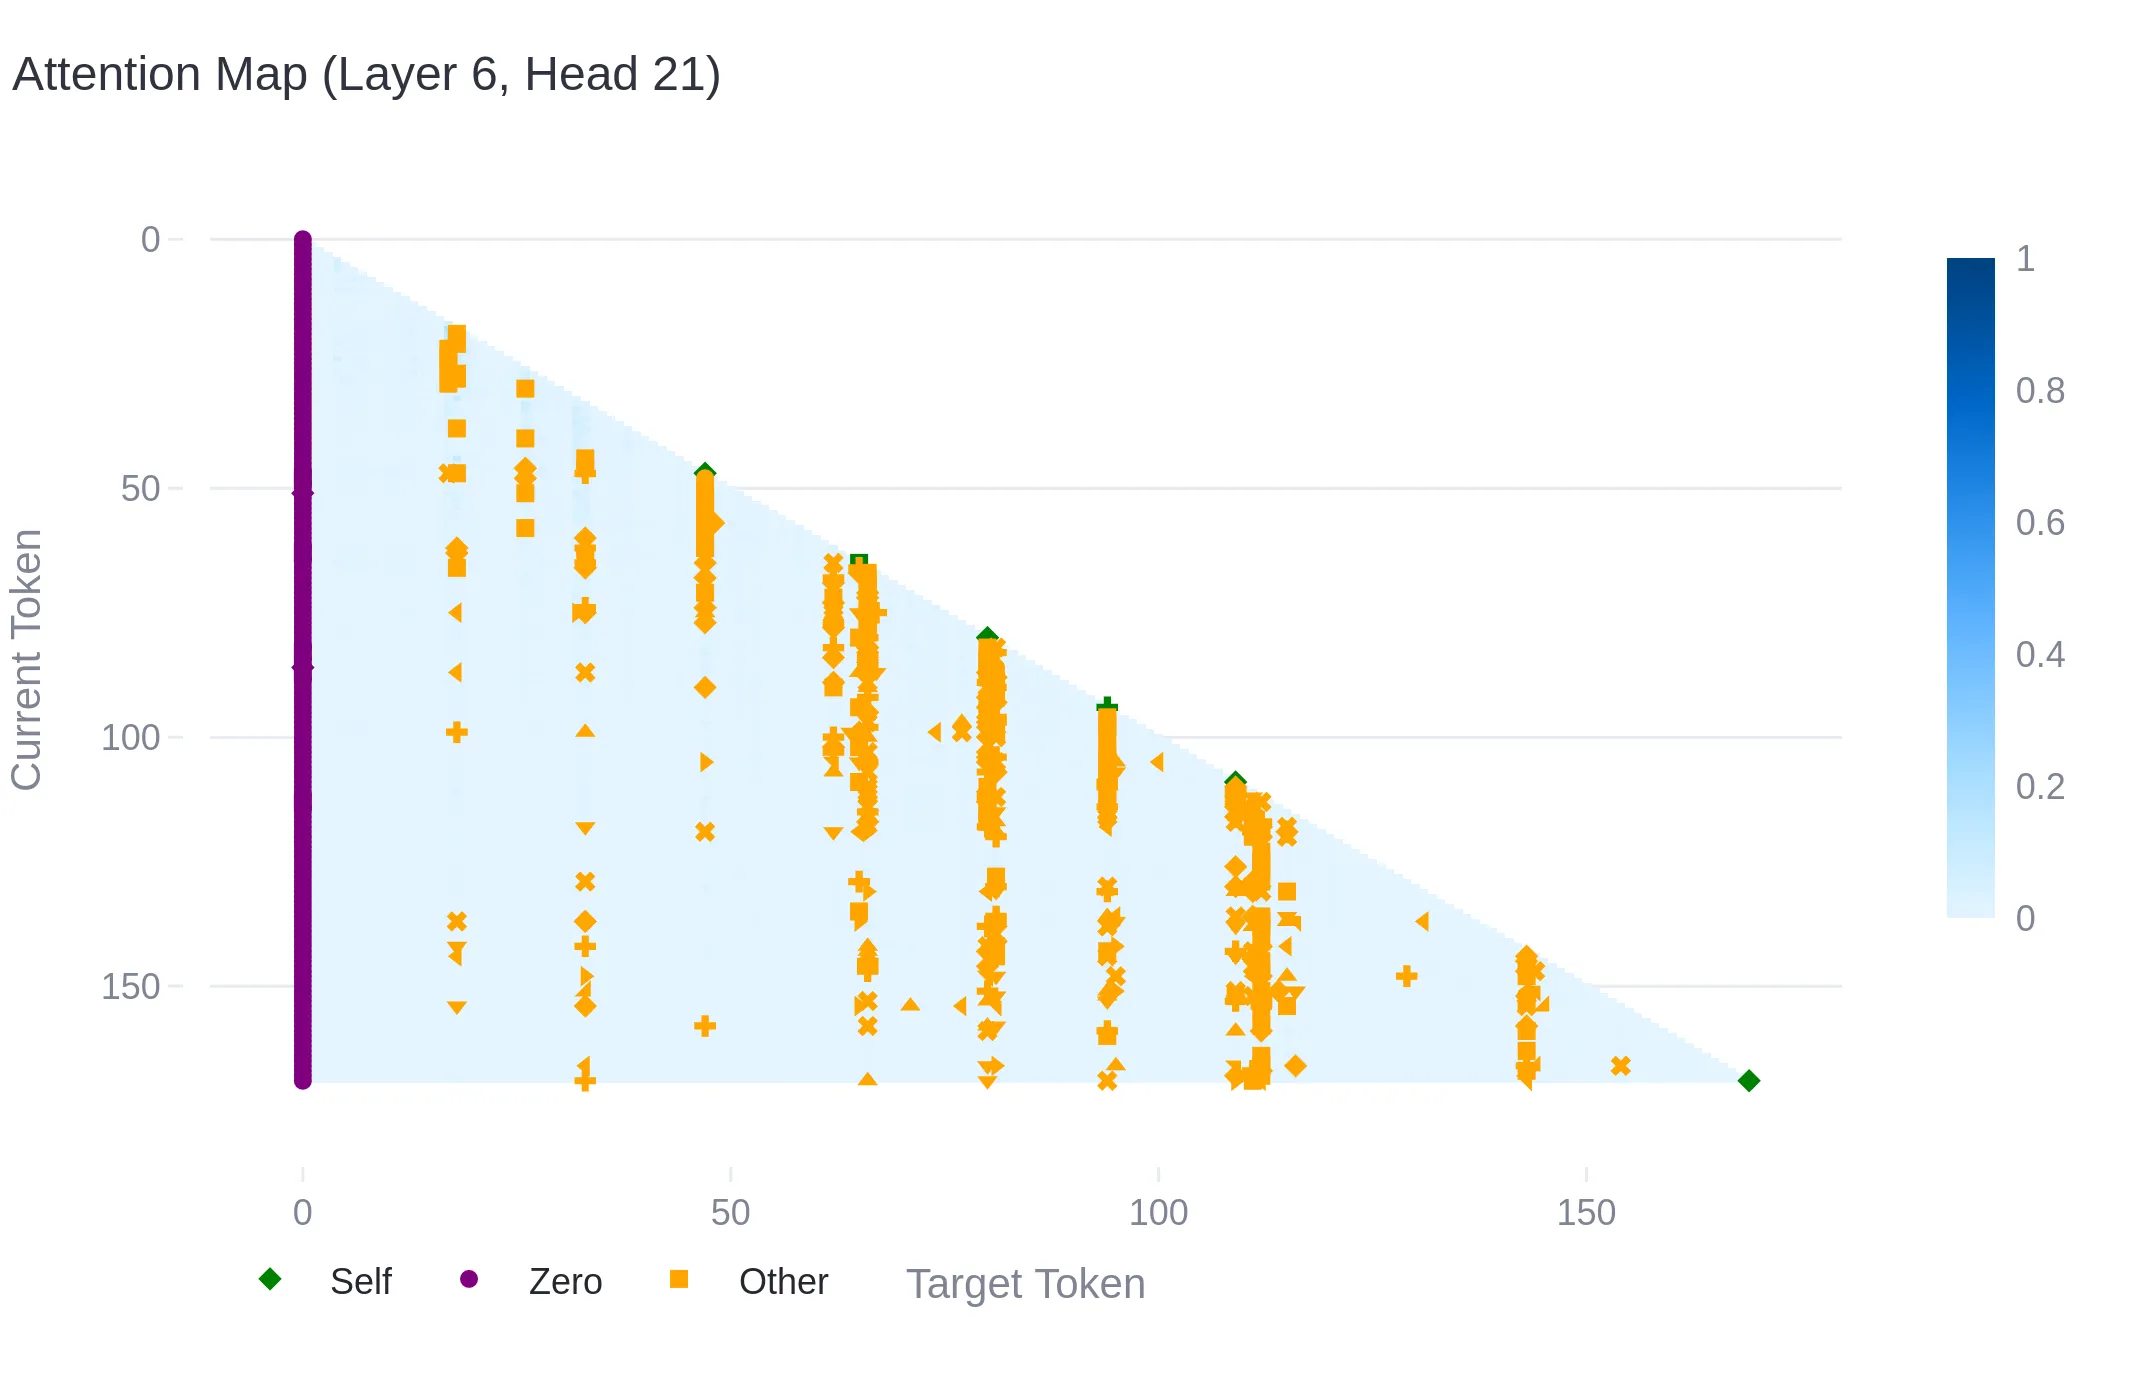 Attention Map (Layer 6, Head 21)
0
50
100
150
Current Token
1
0.8
0.6
0.4
0.2
0
0 50 100 150
Self Zero Other Target Token